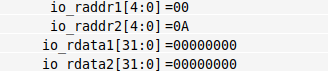 io_raddr1[4:0]=00
io_raddr2[4:0]=0A
io_rdata1[31:0]=00000000
io_rdata2[31:0]=00000000